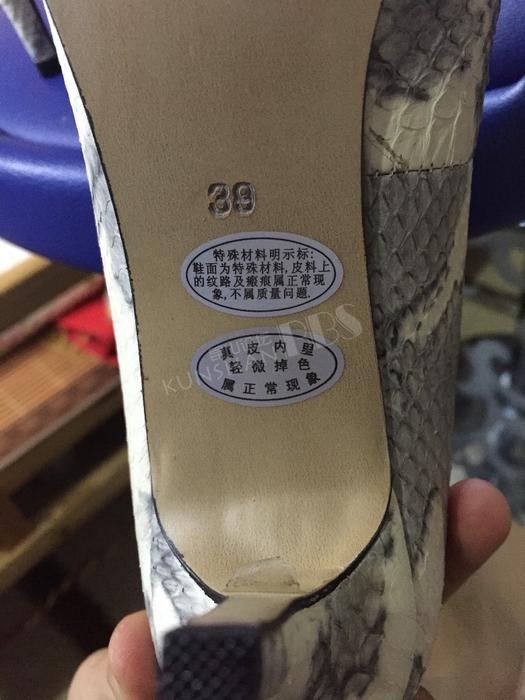 39
特殊材料明示标:
鞋面为特殊材料,皮料上
的纹路及瘢痕属正常现
象,不属质量问题.
真皮内里
轻微掉色
属正常现象
KUNSHAN BBS